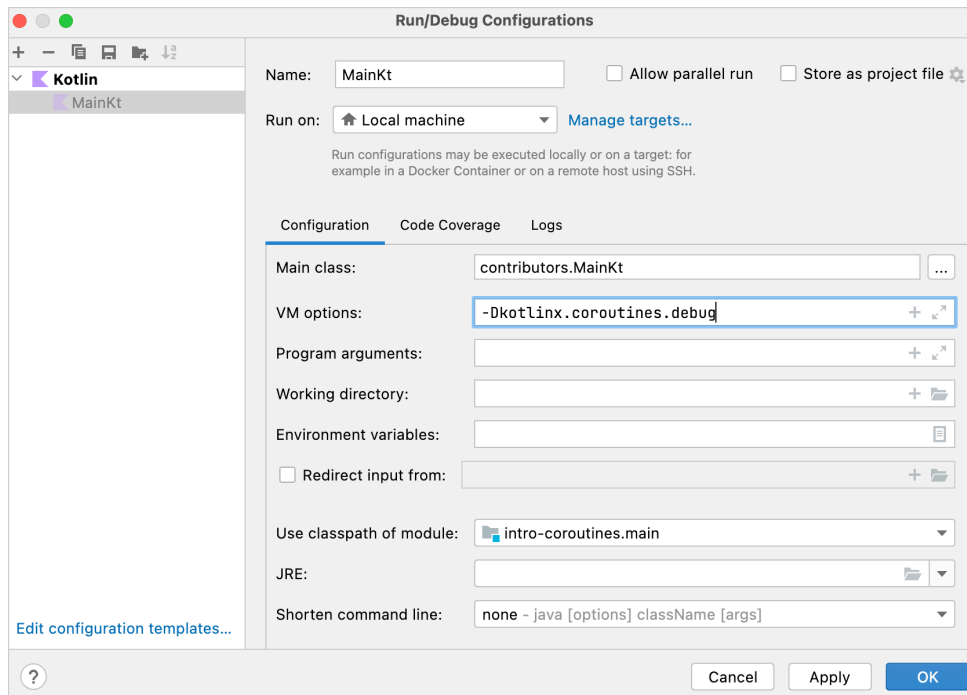 Run/Debug Configurations
Kotlin
MainKt
Edit configuration templates...
Name: MainKt Allow parallel run Store as project file
Run on: Local machine Manage targets...
Run configurations may be executed locally or on a target: for
example in a Docker Container or on a remote host using SSH.
Configuration Code Coverage Logs
Main class: contributors.MainKt ...
VM options: -Dkotlinx.coroutines.debug
Program arguments:
Working directory:
Environment variables:
Redirect input from:
Use classpath of module: intro-coroutines.main
JRE:
Shorten command line: none - java [options] className [args]
? Cancel Apply OK